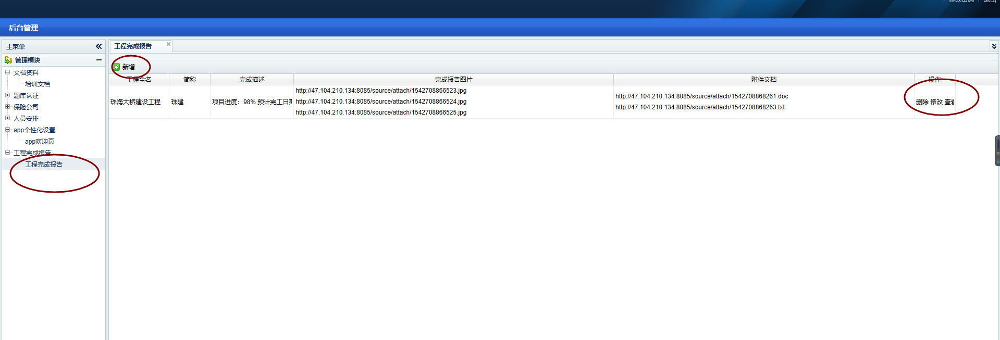 修改密码 退出
后台管理
主菜单
管理模块
文档资料
培训文档
题库认证
保险公司
人员安排
app个性化设置
app欢迎页
工程完成报告
工程完成报告
工程完成报告
新增
工程全名 简称 完成描述 完成报告图片 附件文档 操作
珠海大桥建设工程 珠建 项目进度：98% 预计完工日期
http://47.104.210.134:8085/source/attach/1542708866523.jpg
http://47.104.210.134:8085/source/attach/1542708866524.jpg
http://47.104.210.134:8085/source/attach/1542708866525.jpg
http://47.104.210.134:8085/source/attach/1542708868261.doc
http://47.104.210.134:8085/source/attach/1542708868263.txt
删除 修改 查看